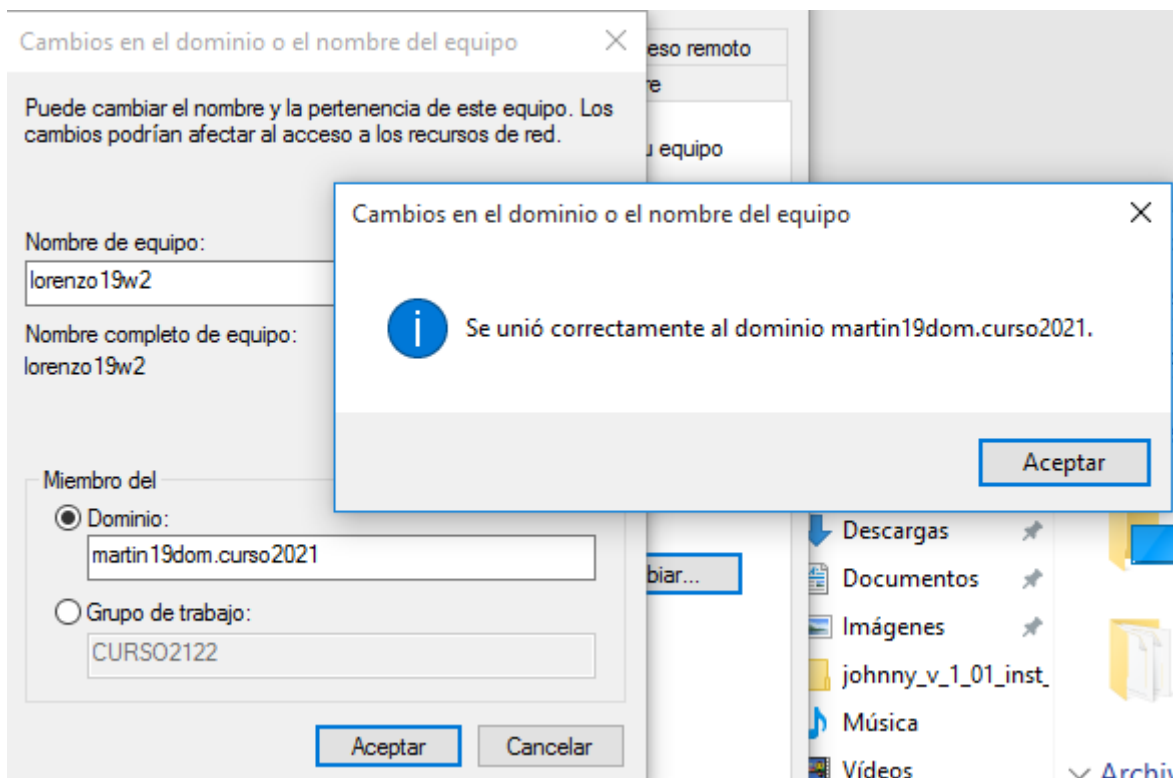 Cambios en el dominio o el nombre del equipo
Puede cambiar el nombre y la pertenencia de este equipo. Los
cambios podrían afectar al acceso a los recursos de red.
Nombre de equipo:
lorenzo19w2
Nombre completo de equipo:
lorenzo19w2
Miembro del
Dominio:
martin19dom.curso2021
Grupo de trabajo:
CURSO2122
Aceptar Cancelar
eso remoto
re
u equipo
biar...
Cambios en el dominio o el nombre del equipo
Se unió correctamente al dominio martin19dom.curso2021.
Aceptar
Descargas
Documentos
Imágenes
johnny_v_1_01_inst_
Música
Vídeos
Archiv